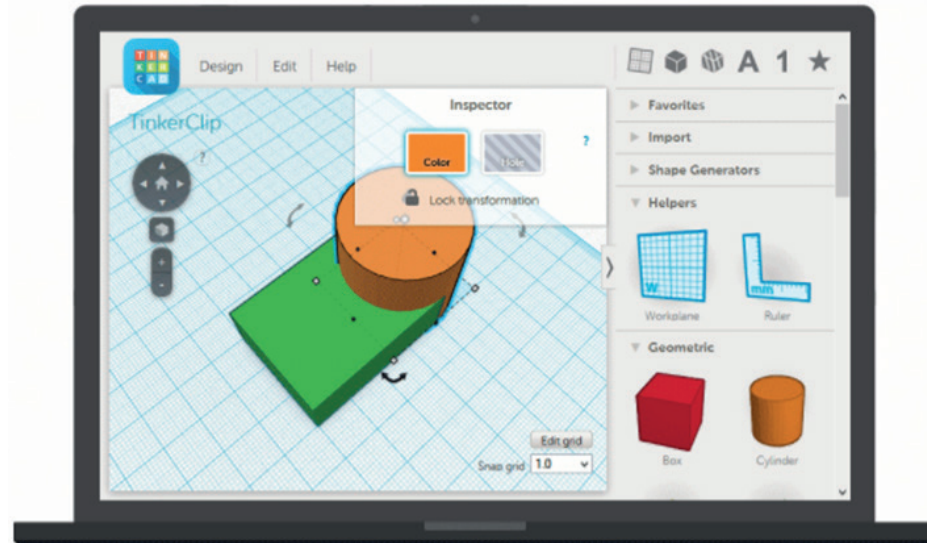 TIN
KER
CAD
Design Edit Help
A 1
TinkerClip
?
Inspector
?
Color Hole
Lock transformation
Favorites
Import
Shape Generators
Helpers
W mm
Workplane Ruler
Geometric
Box Cylinder
Edit grid
Snap grid 1.0